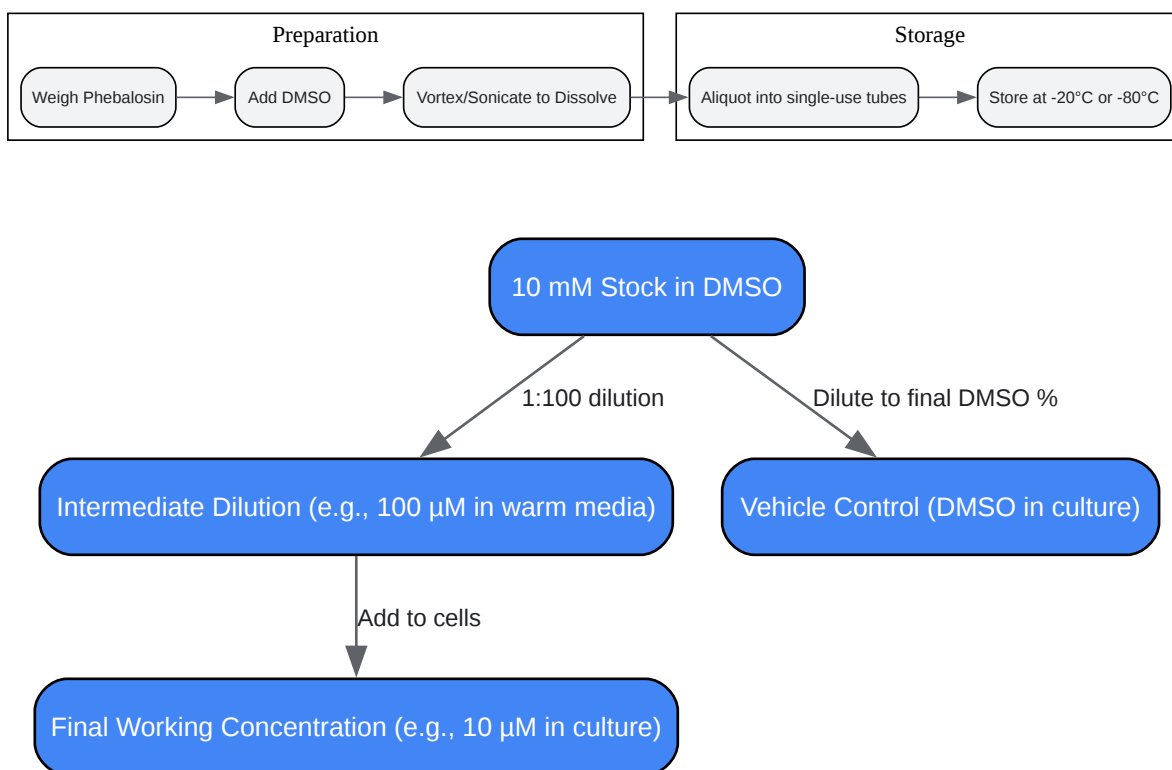 Preparation
Storage
Weigh Phebalosin
Add DMSO
Vortex/Sonicate to Dissolve
Aliquot into single-use tubes
Store at -20°C or -80°C
10 mM Stock in DMSO
1:100 dilution
Dilute to final DMSO %
Intermediate Dilution (e.g., 100 µM in warm media)
Vehicle Control (DMSO in culture)
Add to cells
Final Working Concentration (e.g., 10 µM in culture)